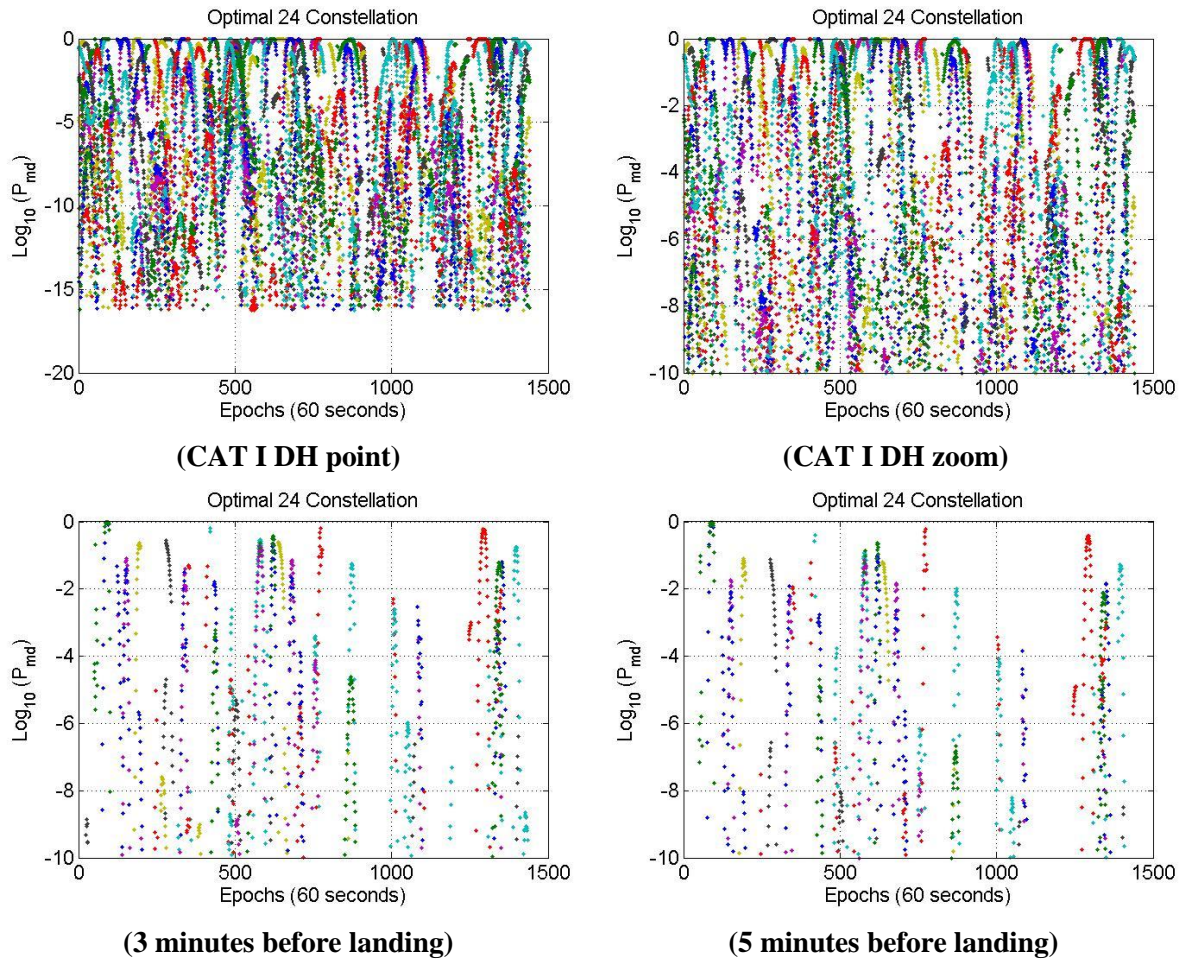 Optimal 24 Constellation
0
-5
-10
-15
-20
Log10 (Pmd)
0 500 1000 1500
Epochs (60 seconds)
(CAT I DH point)
Optimal 24 Constellation
0
-2
-4
-6
-8
-10
Log10 (Pmd)
0 500 1000 1500
Epochs (60 seconds)
(CAT I DH zoom)
Optimal 24 Constellation
0
-2
-4
-6
-8
-10
Log10 (Pmd)
0 500 1000 1500
Epochs (60 seconds)
(3 minutes before landing)
Optimal 24 Constellation
0
-2
-4
-6
-8
-10
Log10 (Pmd)
0 500 1000 1500
Epochs (60 seconds)
(5 minutes before landing)